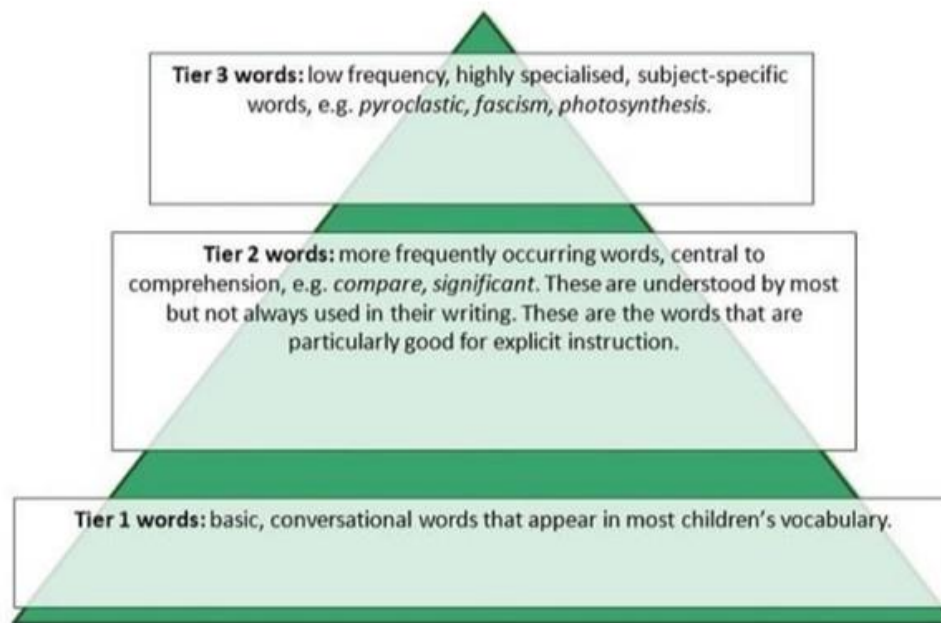 Tier 3 words: low frequency, highly specialised, subject-specific
words, e.g. pyroclastic, fascism, photosynthesis.
Tier 2 words: more frequently occurring words, central to
comprehension, e.g. compare, significant. These are understood by most
but not always used in their writing. These are the words that are
particularly good for explicit instruction.
Tier 1 words: basic, conversational words that appear in most children's vocabulary.